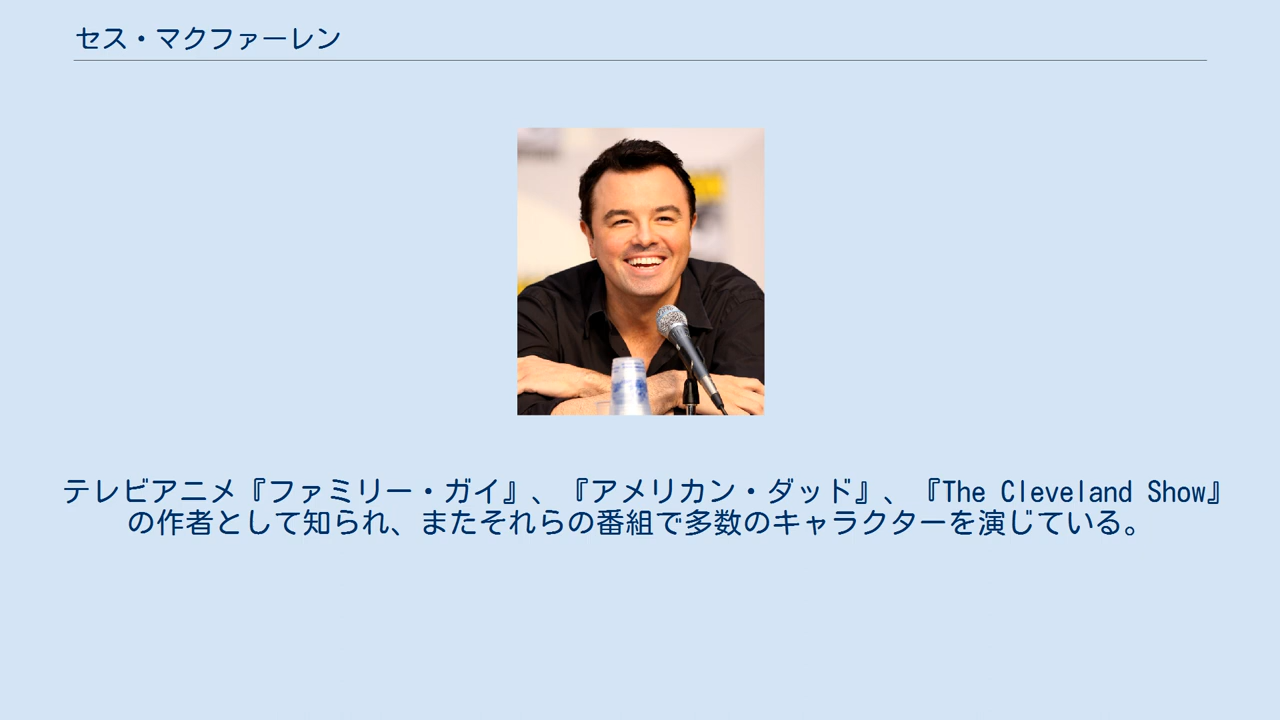 セス・マクファーレン
テレビアニメ『ファミリー・ガイ』、『アメリカン・ダッド』、『The Cleveland Show』
の作者として知られ、またそれらの番組で多数のキャラクターを演じている。